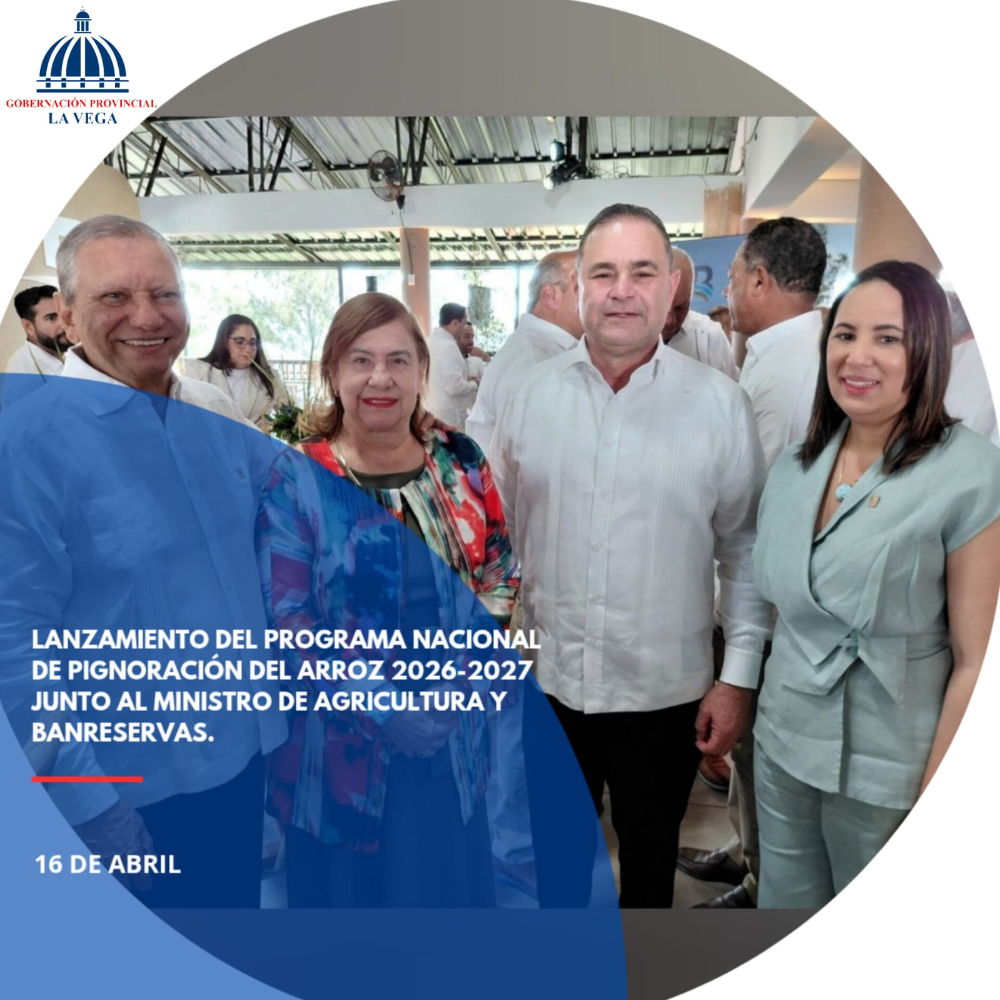 GOBERNACIÓN PROVINCIAL
LA VEGA
LANZAMIENTO DEL PROGRAMA NACIONAL
DE PIGNORACIÓN DEL ARROZ 2026-2027
JUNTO AL MINISTRO DE AGRICULTURA Y
BANRESERVAS.
16 DE ABRIL